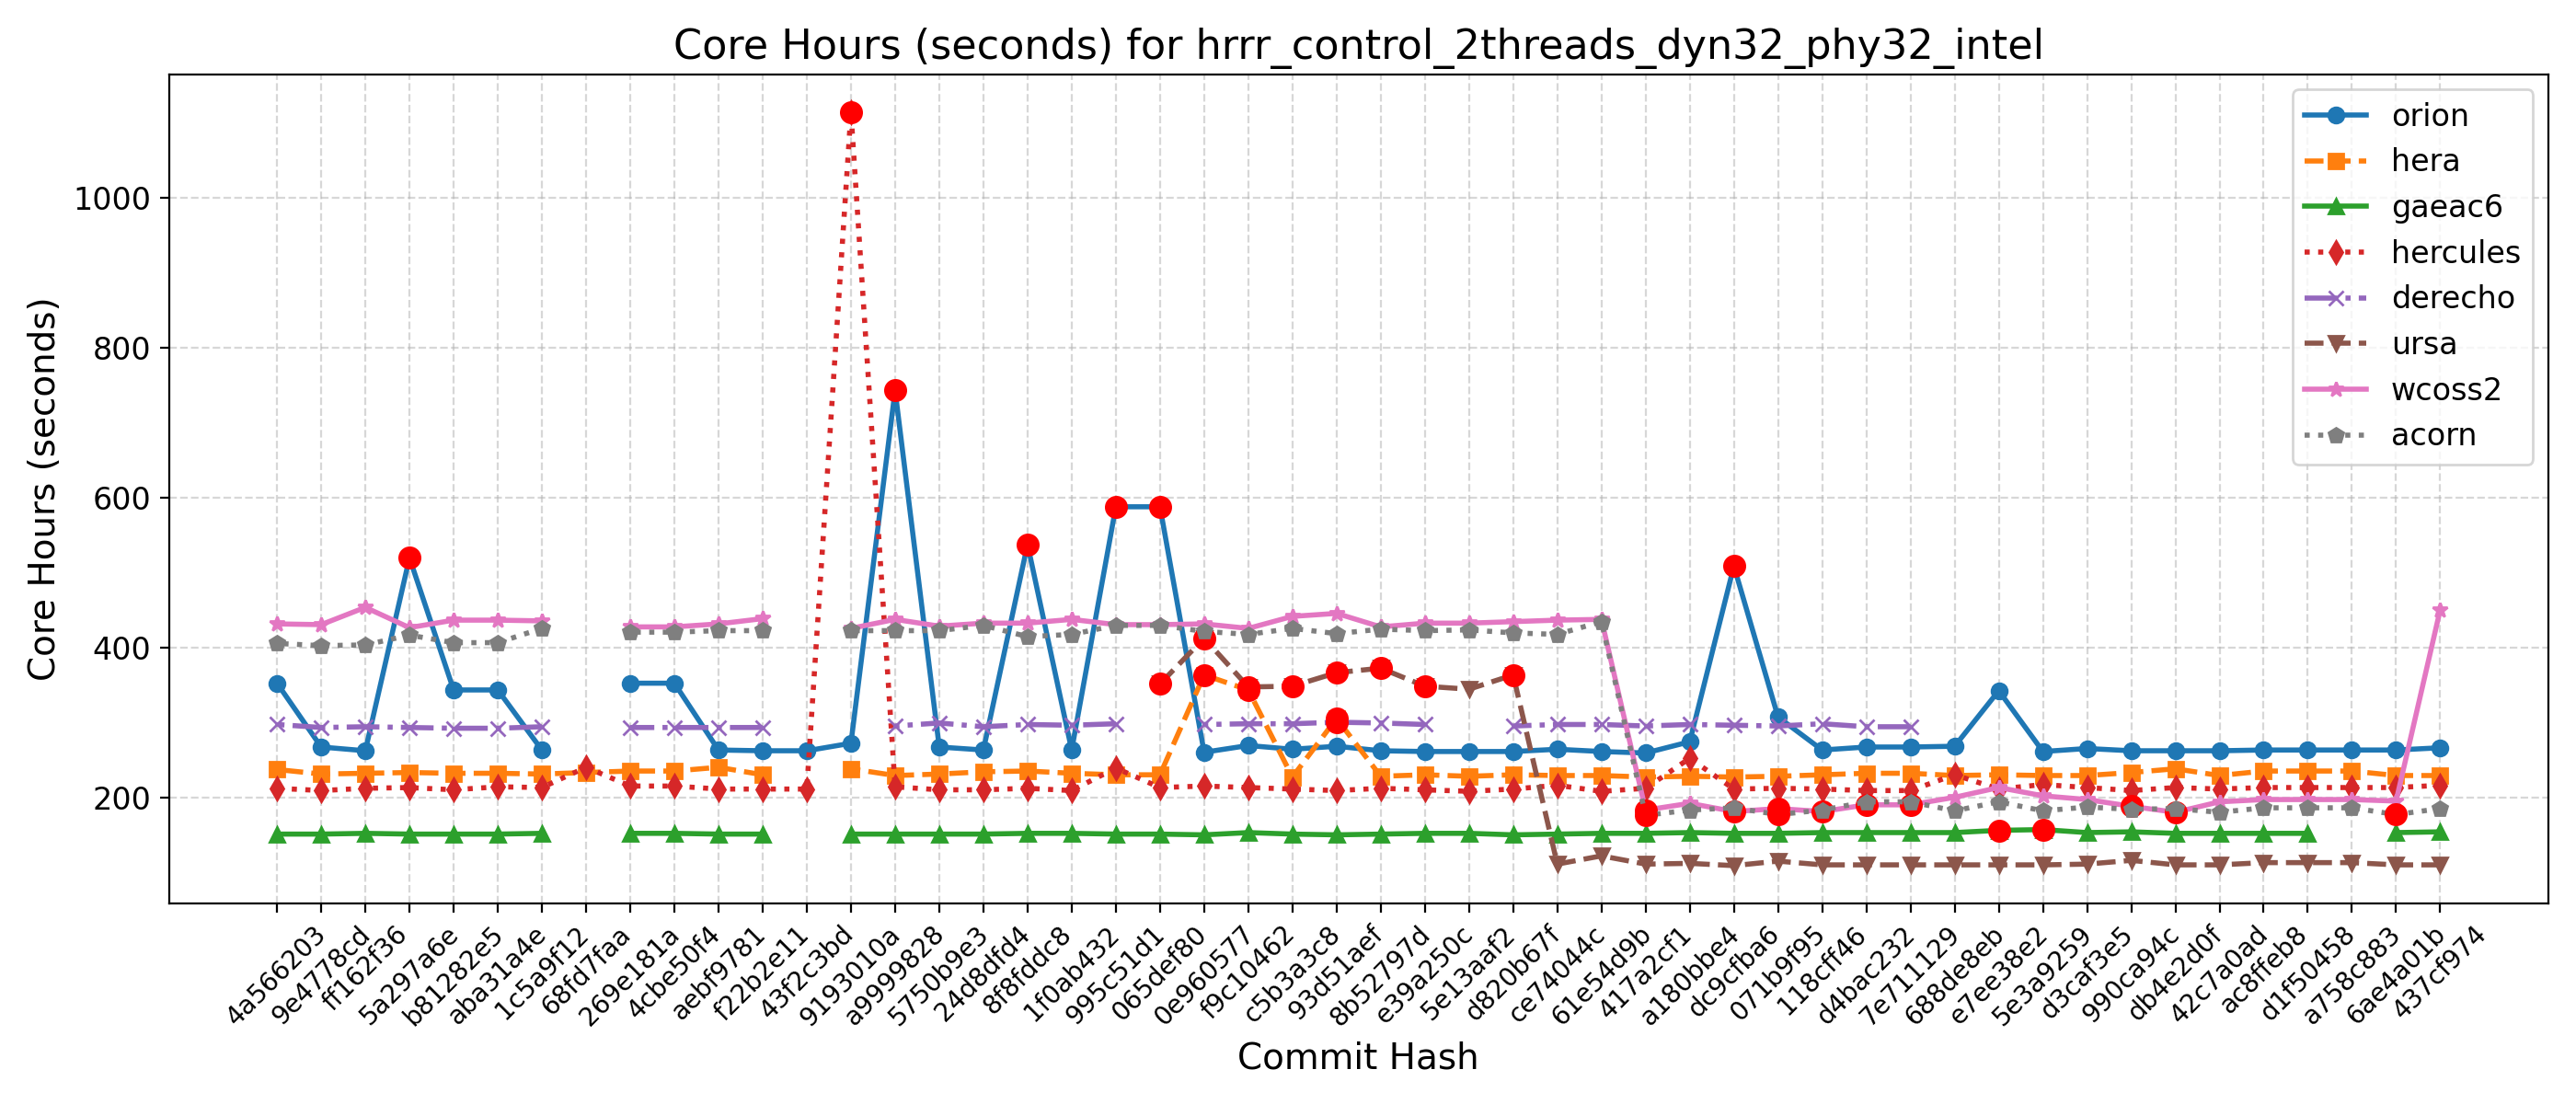 Core Hours (seconds) for hrrr_control_2threads_dyn32_phy32_intel
Core Hours (seconds)
1000
800
600
400
200
orion
hera
gaeac6
hercules
derecho
ursa
wcoss2
acorn
4a566203
9e4778cd
ff162f36
5a297a6e
b81282e5
aba31a4e
1c5a9f12
68fd7faa
269e181a
4cbe50f4
aebf9781
f22b2e11
43f2c3bd
9193010a
a9999828
5750b9e3
24d8dfd4
8f8fddc8
1f0ab432
995c51d1
065def80
0e960577
f9c10462
c5b3a3c8
93d51aef
8b52797d
e39a250c
5e13aaf2
d820b67f
ce74044c
61e54d9b
417a2cf1
a180bbe4
dc9cfba6
071b9f95
118cff46
d4bac232
7e711129
688de8eb
e7ee38e2
5e3a9259
d3caf3e5
990ca94c
db4e2d0f
42c7a0ad
ac8ffeb8
d1f50458
a758c883
6ae4a01b
437cf974
Commit Hash